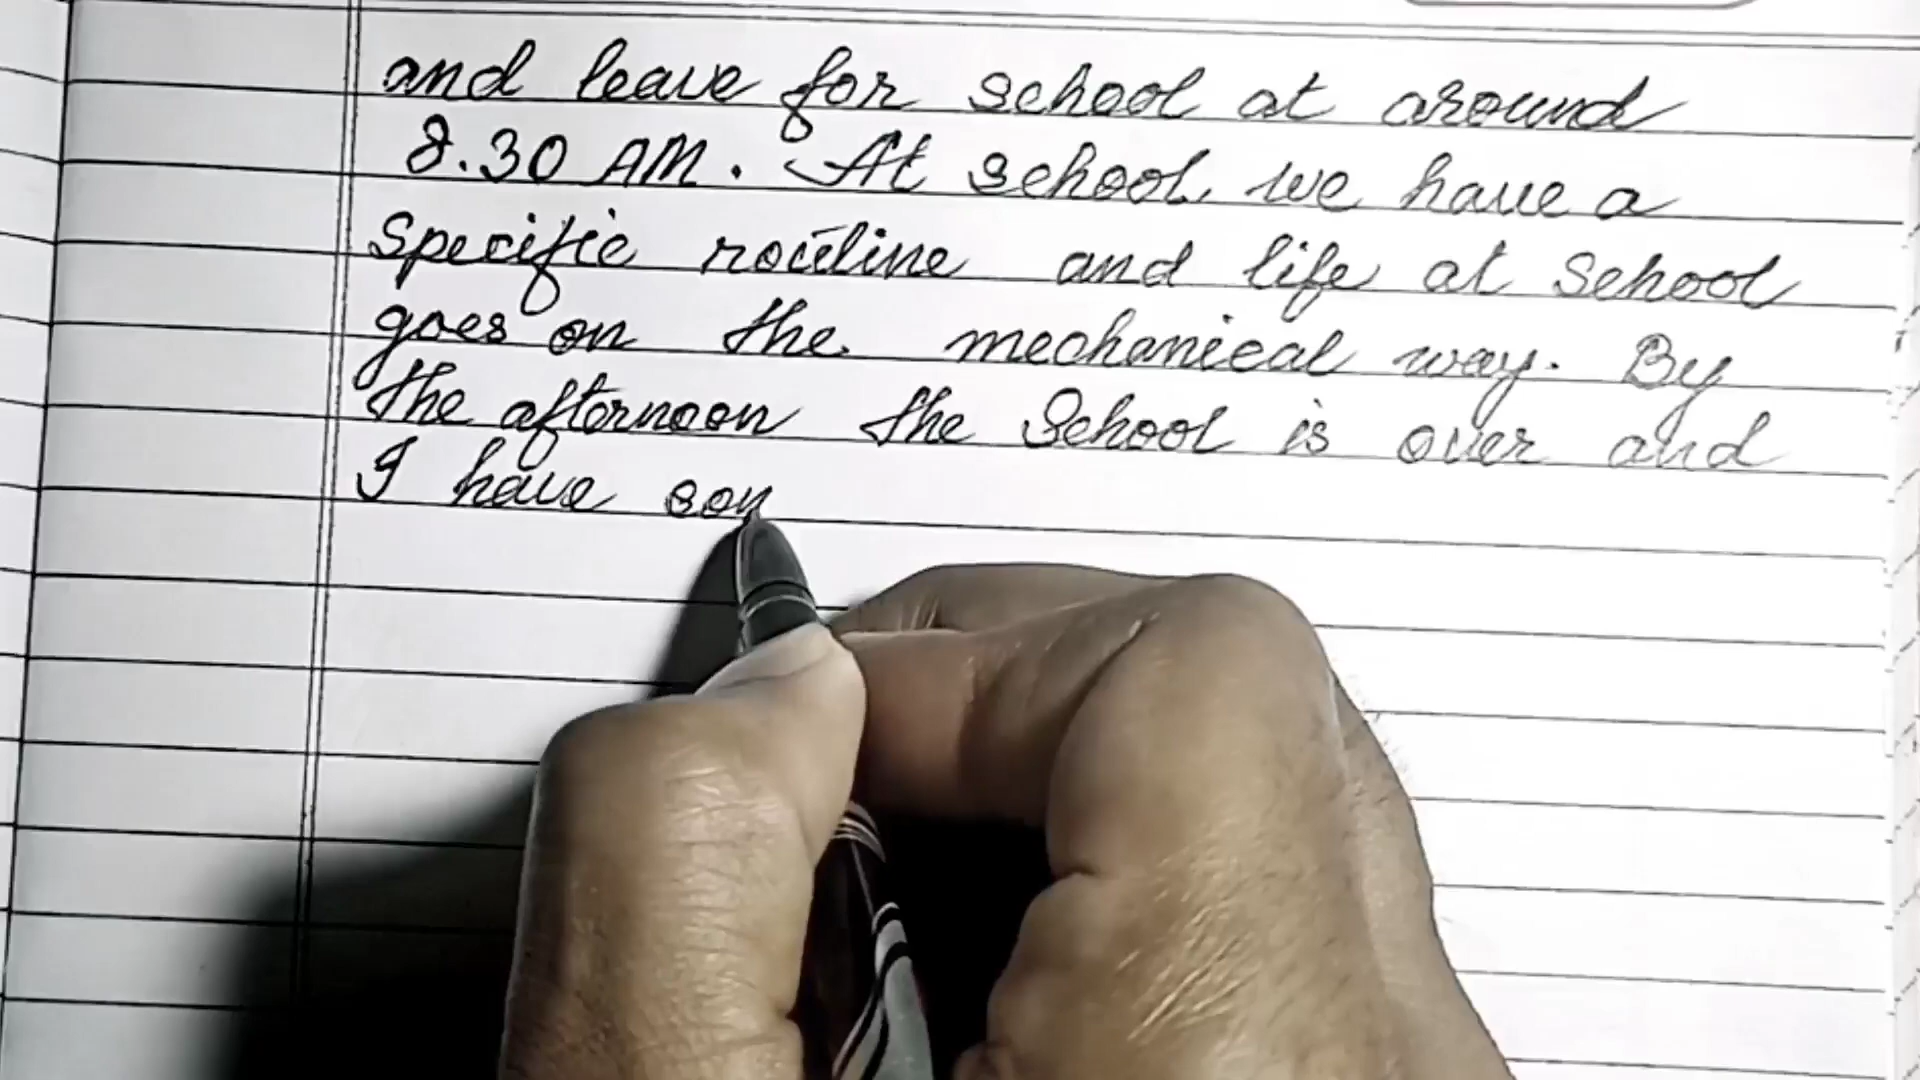 and leave for school at around
8.30 AM. At school, we have a
specific routine and life at School
goes on the mechanical way. By
the afternoon the School is over and
I have som